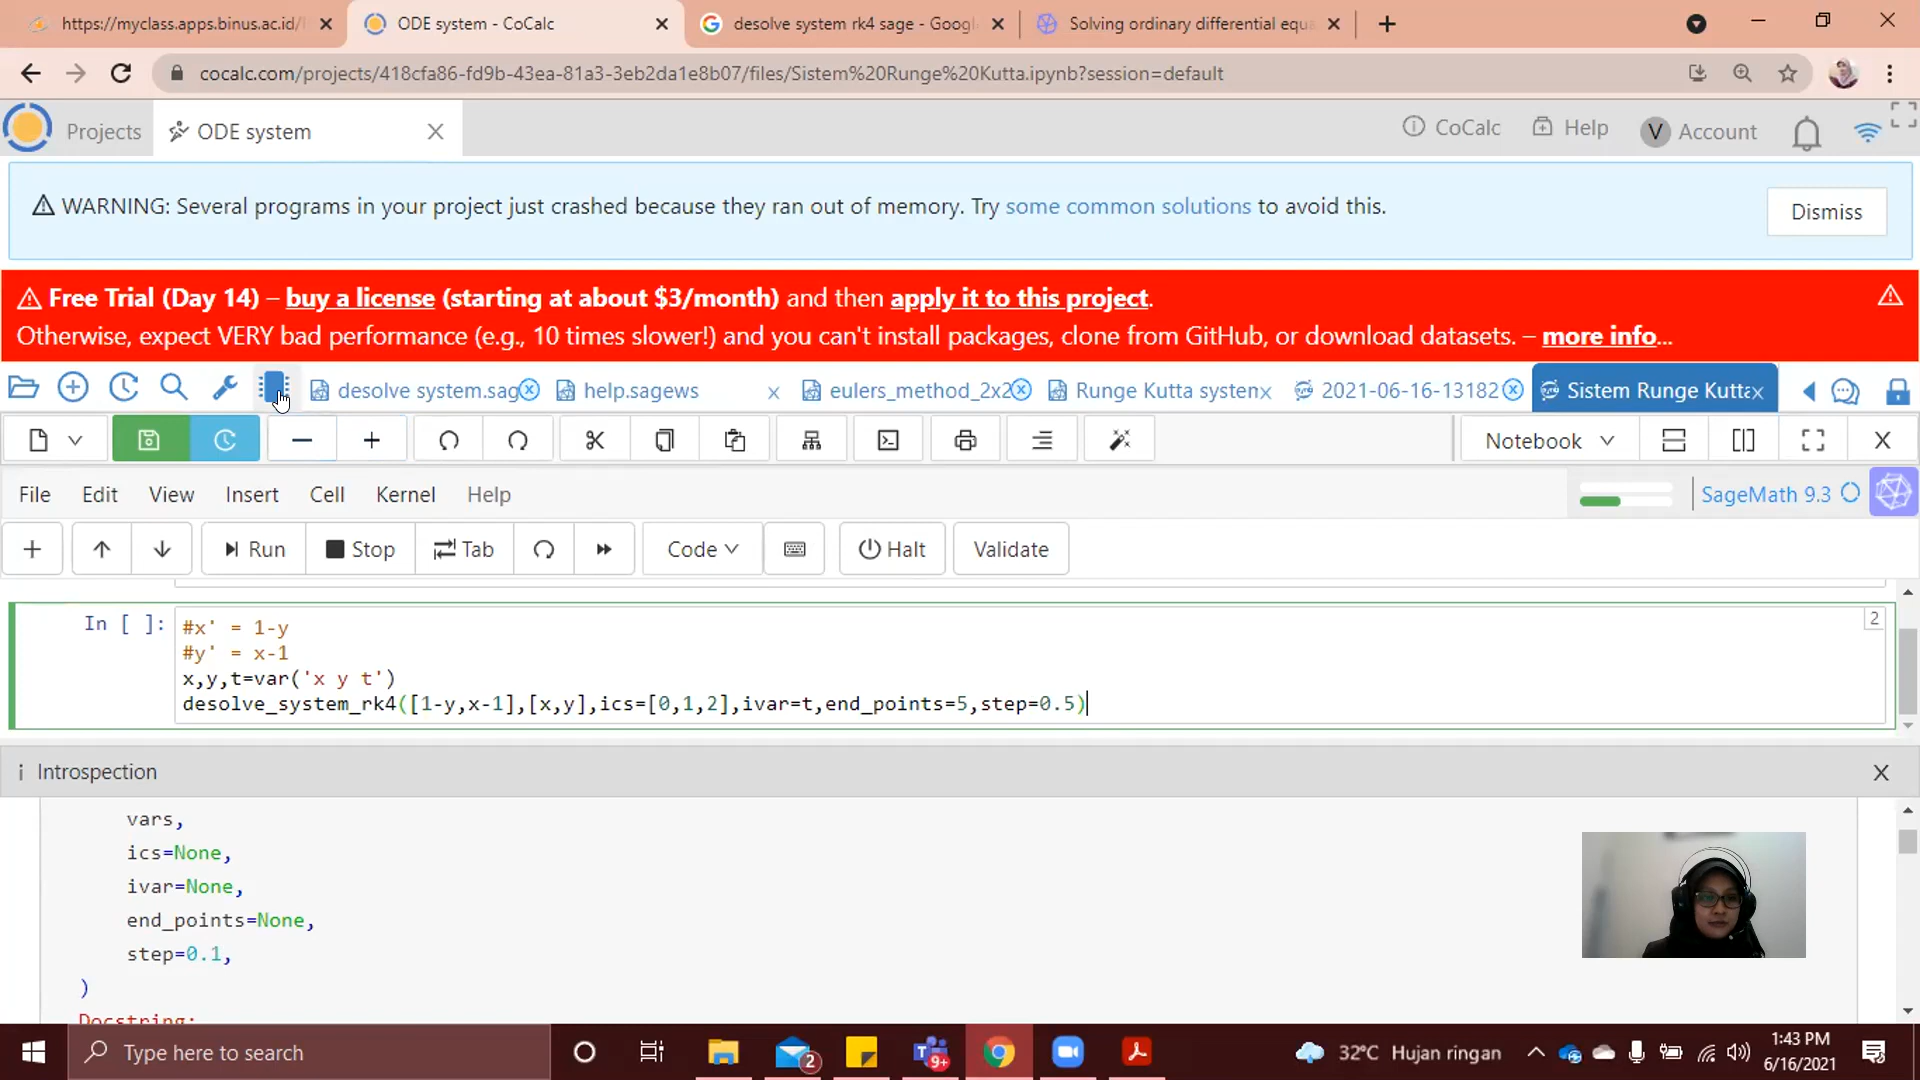 https://myclass.apps.binus.ac.id/
ODE system - CoCalc
desolve system rk4 sage - Googl
Solving ordinary differential equa
cocalc.com/projects/418cfa86-fd9b-43ea-81a3-3eb2da1e8b07/files/Sistem%20Runge%20Kutta.ipynb?session=default
Projects
ODE system
CoCalc
Help
V Account
WARNING: Several programs in your project just crashed because they ran out of memory. Try some common solutions to avoid this.
Dismiss
Free Trial (Day 14) – buy a license (starting at about $3/month) and then apply it to this project.
Otherwise, expect VERY bad performance (e.g., 10 times slower!) and you can't install packages, clone from GitHub, or download datasets. – more info...
desolve system.sag
help.sagews
eulers_method_2x2
Runge Kutta systen
2021-06-16-13182
Sistem Runge Kutta
Notebook
File
Edit
View
Insert
Cell
Kernel
Help
SageMath 9.3
Run
Stop
Tab
Code
Halt
Validate
In [ ]:
2
#x' = 1-y
#y' = x-1
x,y,t=var('x y t')
desolve_system_rk4([1-y,x-1],[x,y],ics=[0,1,2],ivar=t,end_points=5,step=0.5)
i Introspection
vars,
ics=None,
ivar=None,
end_points=None,
step=0.1,
)
Docstring:
Type here to search
2
9+
32°C Hujan ringan
1:43 PM
6/16/2021